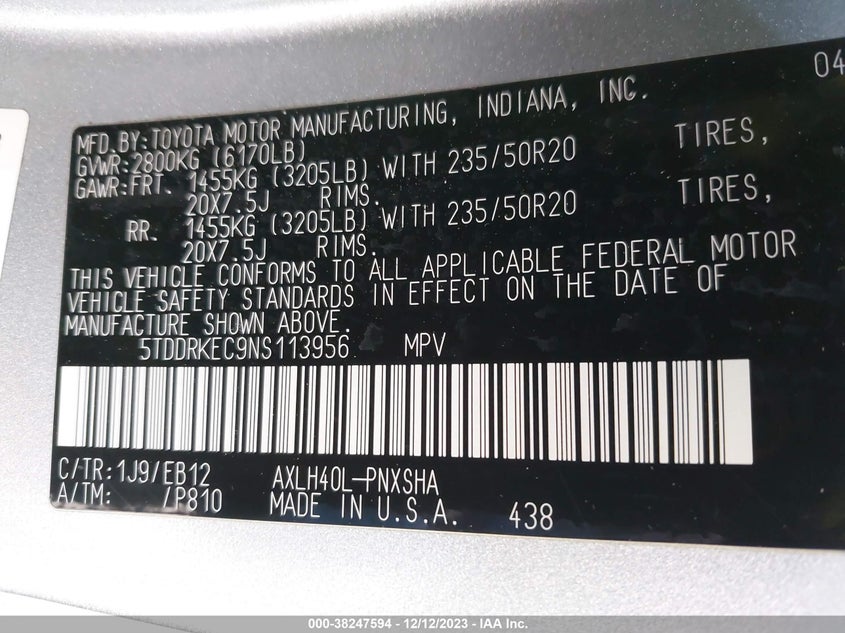 04
MFD.BY:TOYOTA MOTOR MANUFACTURING, INDIANA, INC.
GVWR:2800KG (6170LB)
GAWR:FRT. 1455KG (3205LB) WITH 235/50R20 TIRES,
20X7.5J RIMS.
RR. 1455KG (3205LB) WITH 235/50R20 TIRES,
20X7.5J RIMS.
THIS VEHICLE CONFORMS TO ALL APPLICABLE FEDERAL MOTOR
VEHICLE SAFETY STANDARDS IN EFFECT ON THE DATE OF
MANUFACTURE SHOWN ABOVE.
5TDDRKEC9NS113956 MPV
C/TR:1J9/EB12 AXLH40L-PNXSHA
A/TM: /P810 MADE IN U.S.A. 438
000-38247594 - 12/12/2023 - IAA Inc.